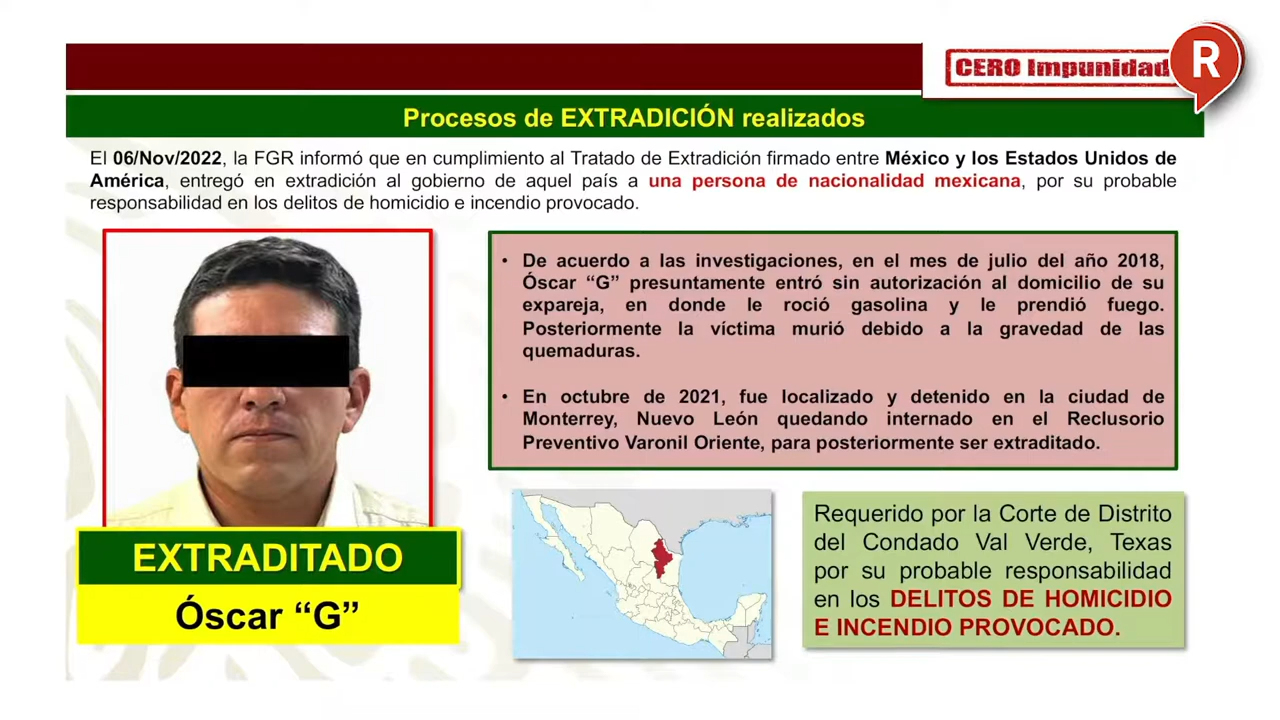 CERO Impunidad
R
Procesos de EXTRADICIÓN realizados
El 06/Nov/2022, la FGR informó que en cumplimiento al Tratado de Extradición firmado entre México y los Estados Unidos de
América, entregó en extradición al gobierno de aquel país a una persona de nacionalidad mexicana, por su probable
responsabilidad en los delitos de homicidio e incendio provocado.
• De acuerdo a las investigaciones, en el mes de julio del año 2018,
Óscar “G” presuntamente entró sin autorización al domicilio de su
expareja, en donde le roció gasolina y le prendió fuego.
Posteriormente la víctima murió debido a la gravedad de las
quemaduras.
• En octubre de 2021, fue localizado y detenido en la ciudad de
Monterrey, Nuevo León quedando internado en el Reclusorio
Preventivo Varonil Oriente, para posteriormente ser extraditado.
EXTRADITADO
Óscar “G”
Requerido por la Corte de Distrito
del Condado Val Verde, Texas
por su probable responsabilidad
en los DELITOS DE HOMICIDIO
E INCENDIO PROVOCADO.